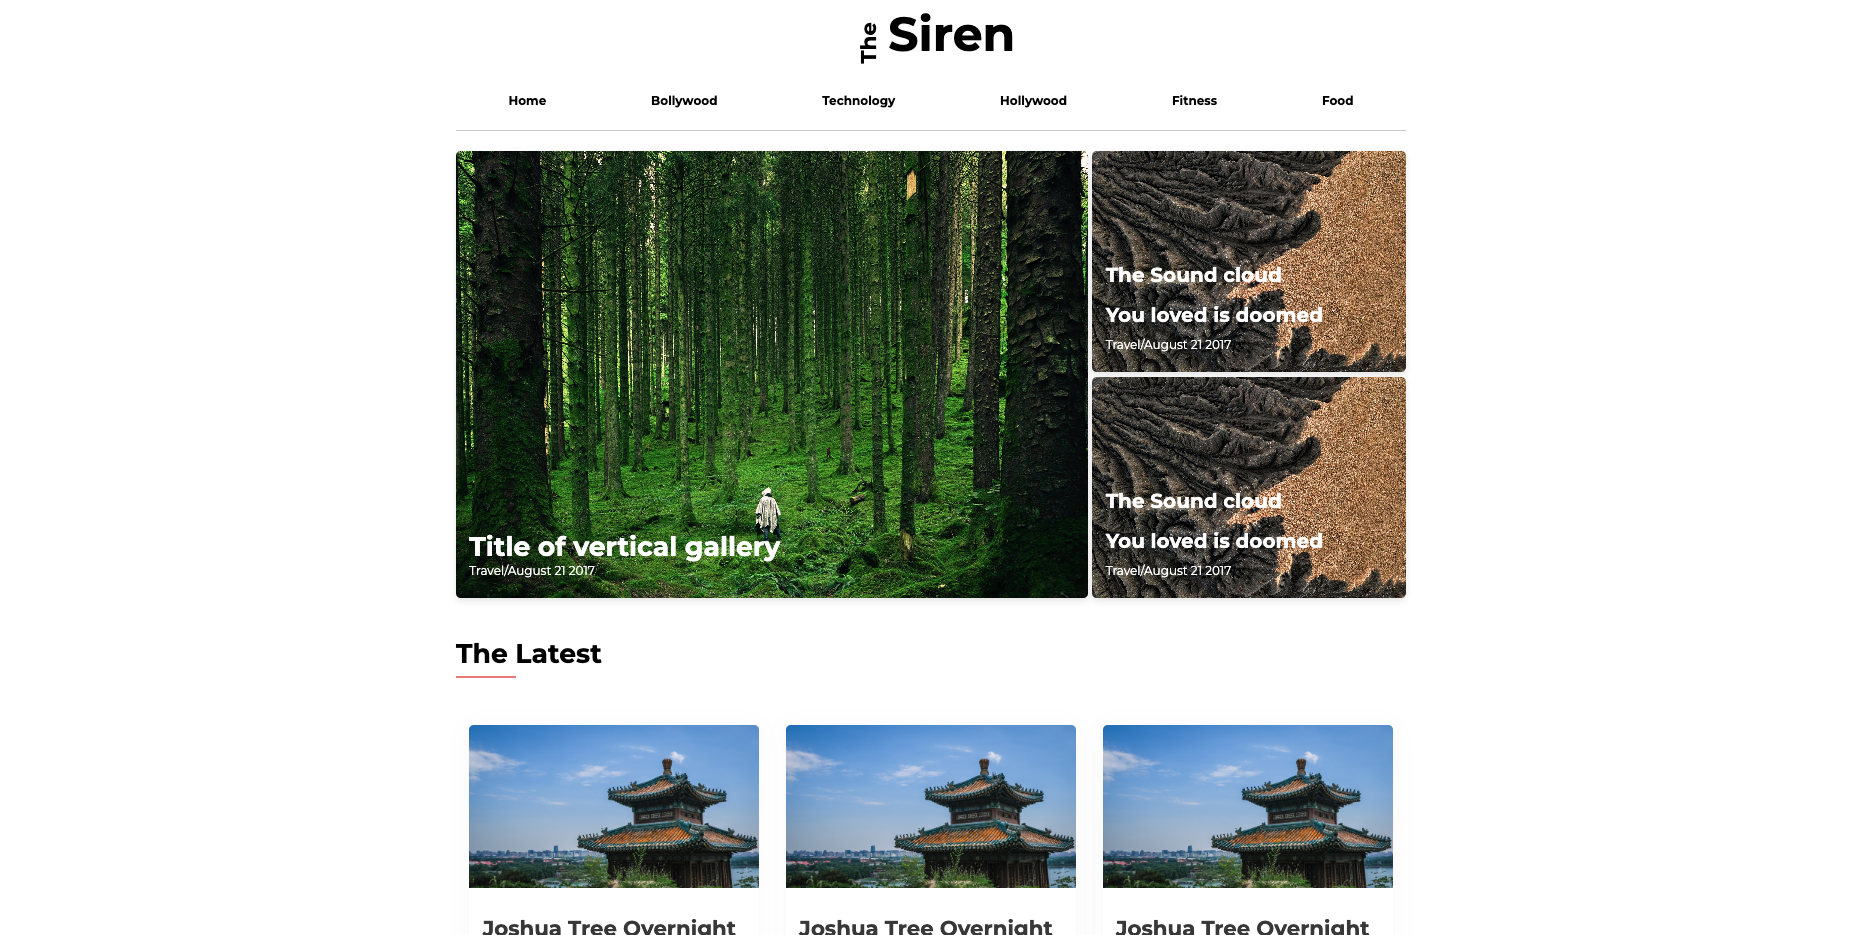 The Siren
Home Bollywood Technology Hollywood Fitness Food
Title of vertical gallery
Travel/August 21 2017
The Sound cloud
You loved is doomed
Travel/August 21 2017
The Sound cloud
You loved is doomed
Travel/August 21 2017
The Latest
Joshua Tree Overnight
Joshua Tree Overnight
Joshua Tree Overnight